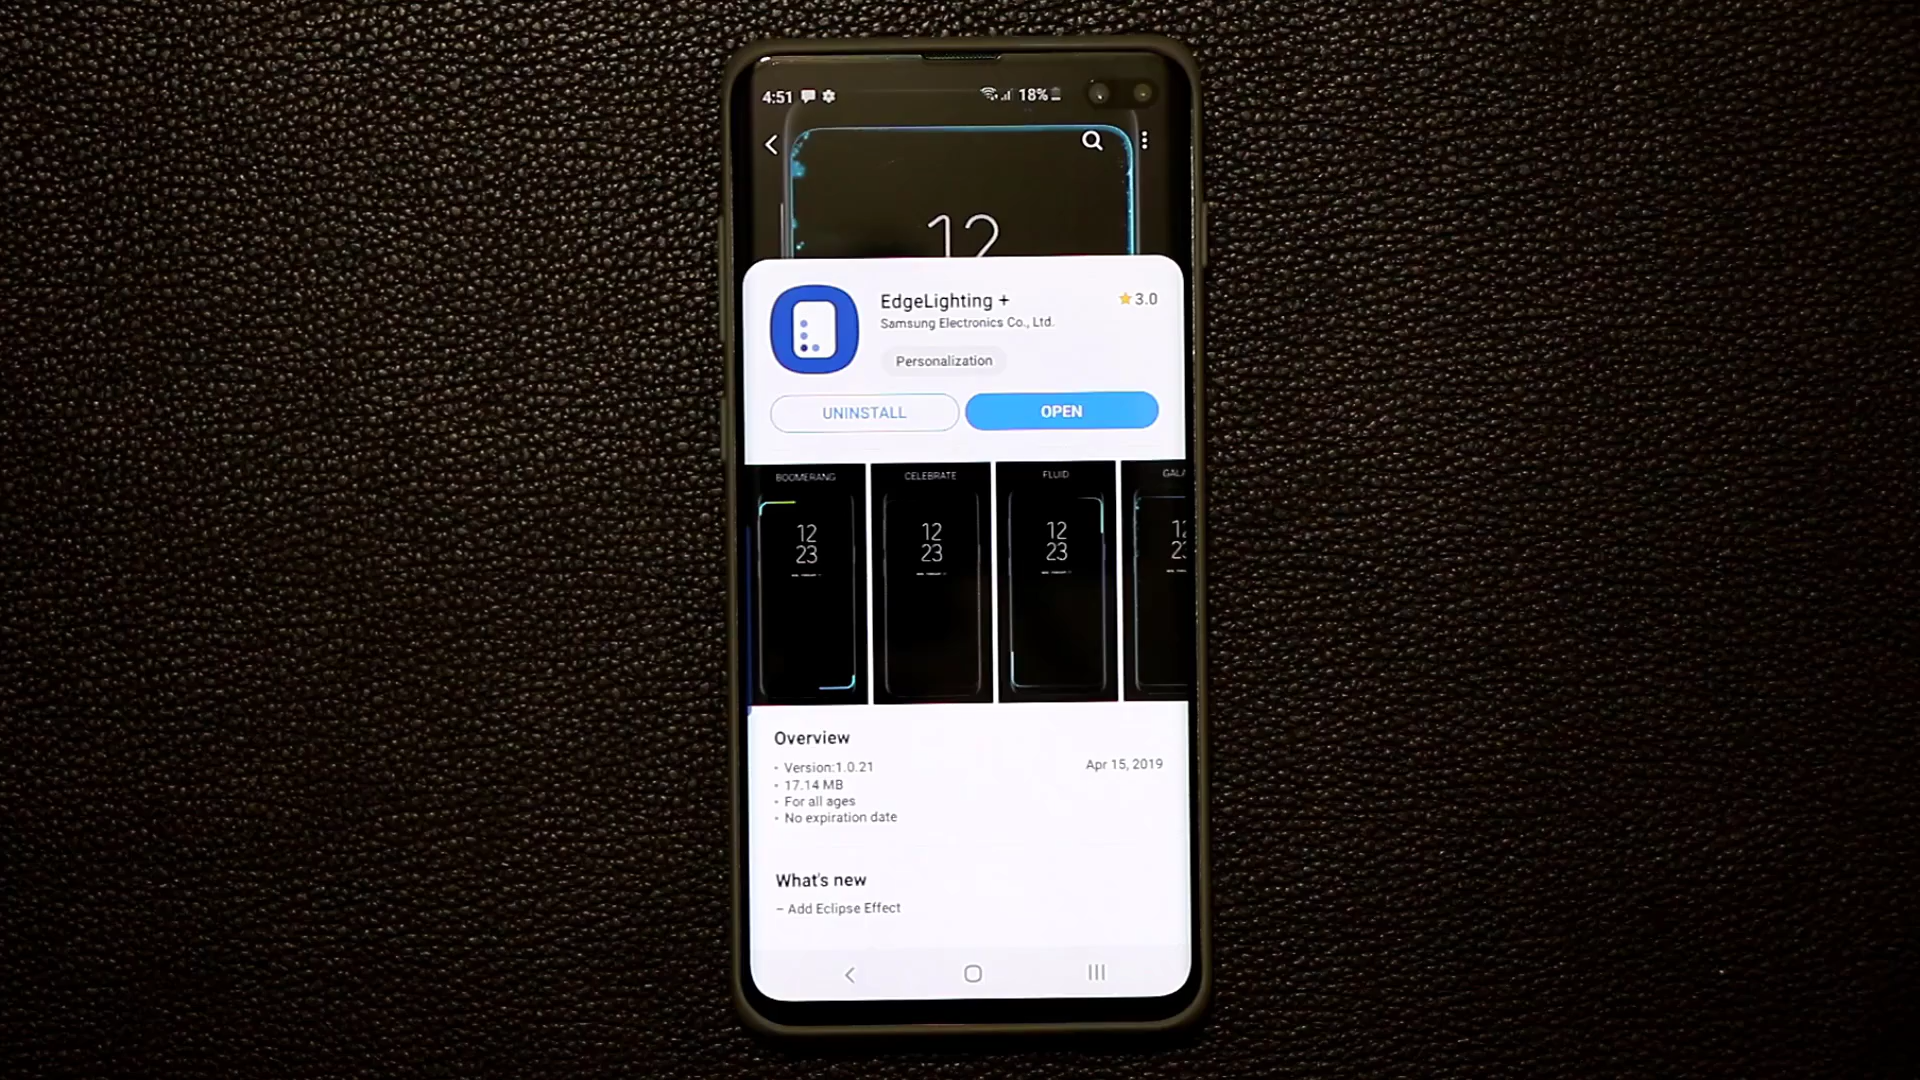 4:51
18%
12
EdgeLighting +
3.0
Samsung Electronics Co., Ltd.
Personalization
UNINSTALL
OPEN
BOOMERANG
CELEBRATE
FLUID
12
23
12
23
12
23
Overview
• Version:1.0.21
Apr 15, 2019
• 17.14 MB
• For all ages
• No expiration date
What's new
– Add Eclipse Effect